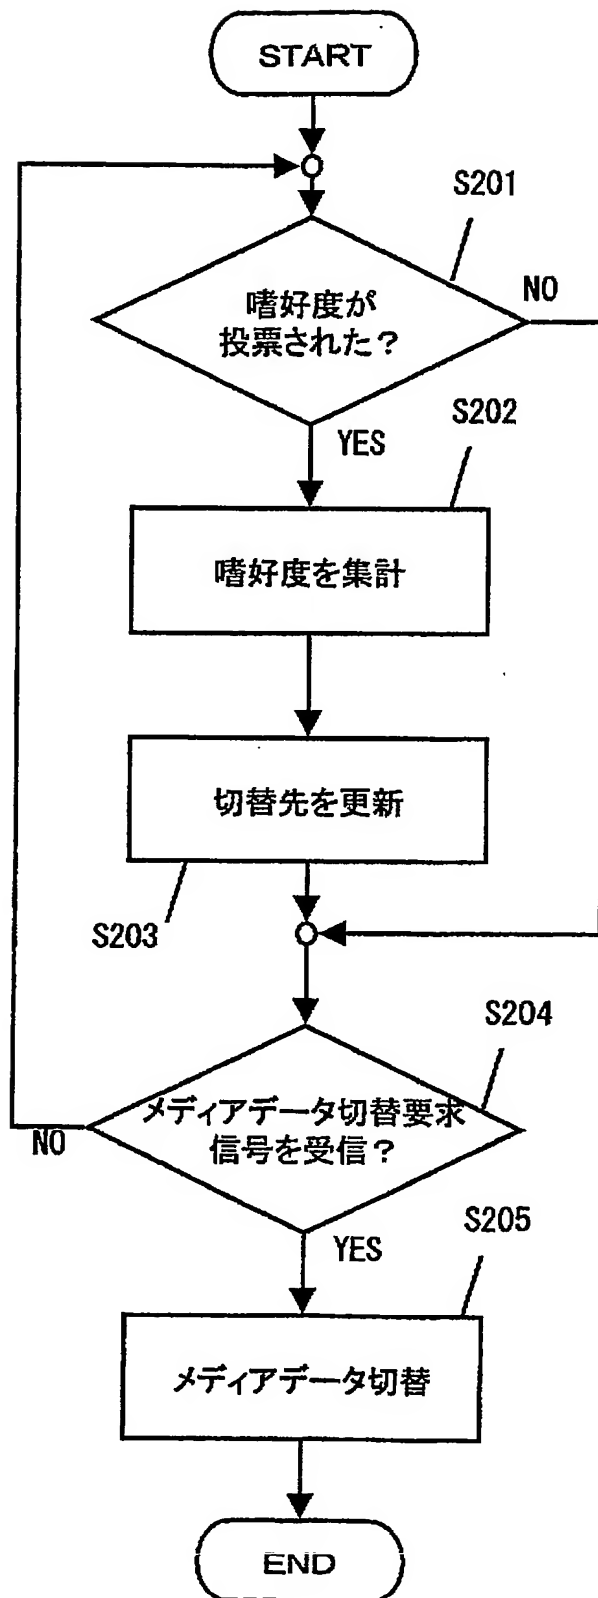 START
S201
NO
嗜好度が
投票された？
YES
S202
嗜好度を集計
切替先を更新
S203
S204
メディアデータ切替要求
信号を受信？
NO
YES
S205
メディアデータ切替
END